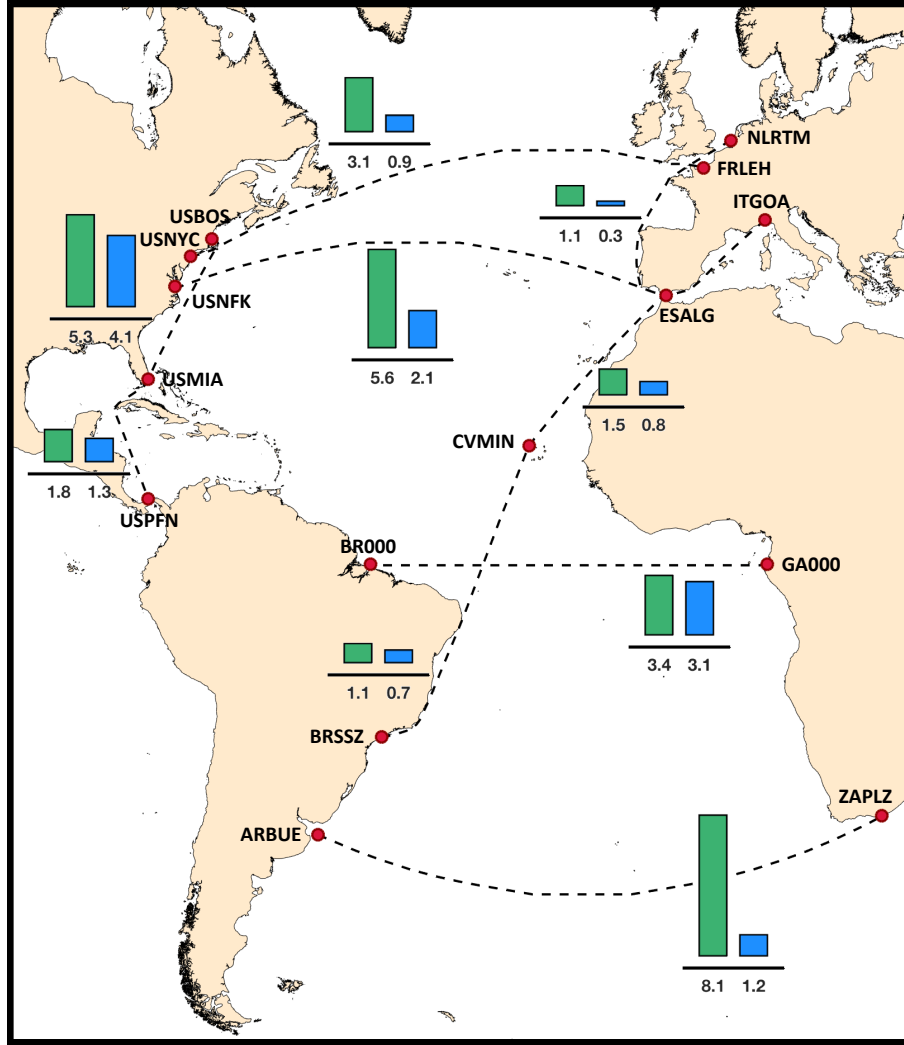 3.1 0.9
NLRTM
FRLEH
1.1 0.3
ITGOA
USBOS
USNYC
USNFK
5.3 4.1
ESALG
5.6 2.1
USMIA
1.5 0.8
CVMIN
1.8 1.3
USPFN
BR000
GA000
3.4 3.1
1.1 0.7
BRSSZ
ZAPLZ
ARBUE
8.1 1.2